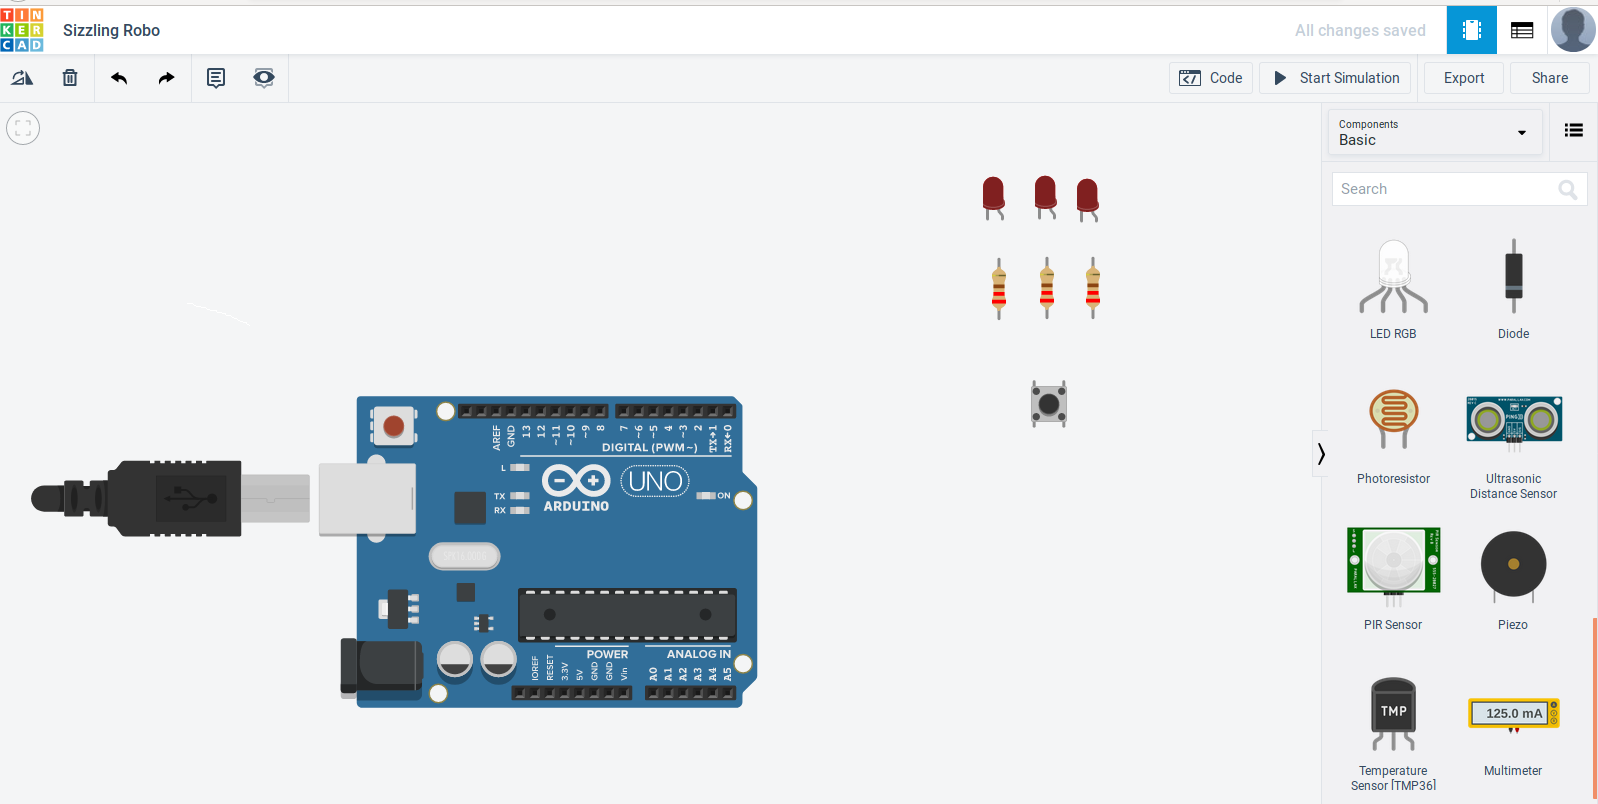 TIN
KER
CAD
Sizzling Robo
All changes saved
Code
Start Simulation
Export
Share
Components
Basic
Search
LED RGB
Diode
Photoresistor
Ultrasonic
Distance Sensor
PIR Sensor
Piezo
TMP
125.0 mA
Temperature
Sensor [TMP36]
Multimeter
AREF
GND
13
12
~11
~10
~9
8
7
~6
~5
4
~3
2
TX→1
RX←0
DIGITAL (PWM~)
L
TX
RX
ARDUINO
UNO
ON
POWER
ANALOG IN
IOREF
RESET
3.3V
5V
GND
GND
Vin
A0
A1
A2
A3
A4
A5